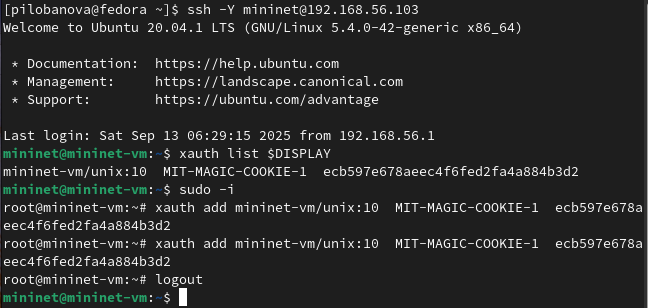 [pilobanova@fedora ~]$ ssh -Y mininet@192.168.56.103
Welcome to Ubuntu 20.04.1 LTS (GNU/Linux 5.4.0-42-generic x86_64)
* Documentation:  https://help.ubuntu.com
* Management:     https://landscape.canonical.com
* Support:        https://ubuntu.com/advantage
Last login: Sat Sep 13 06:29:15 2025 from 192.168.56.1
mininet@mininet-vm:~$ xauth list $DISPLAY
mininet-vm/unix:10  MIT-MAGIC-COOKIE-1  ecb597e678aeec4f6fed2fa4a884b3d2
mininet@mininet-vm:~$ sudo -i
root@mininet-vm:~# xauth add mininet-vm/unix:10  MIT-MAGIC-COOKIE-1  ecb597e678a
eec4f6fed2fa4a884b3d2
root@mininet-vm:~# xauth add mininet-vm/unix:10  MIT-MAGIC-COOKIE-1  ecb597e678a
eec4f6fed2fa4a884b3d2
root@mininet-vm:~# logout
mininet@mininet-vm:~$